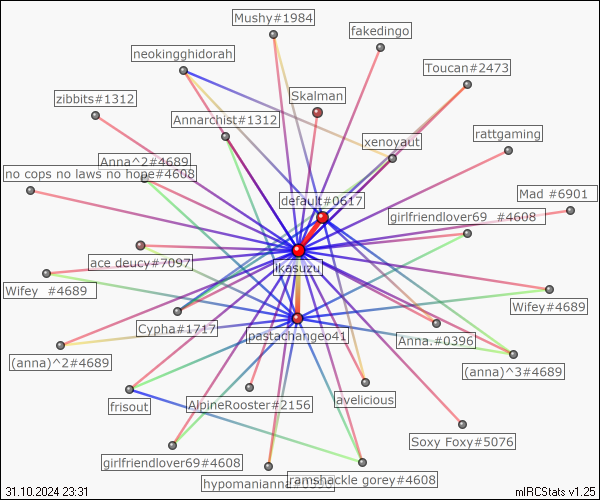 Mushy#1984
fakedingo
neokingghidorah
Toucan#2473
Skalman
zibbits#1312
Annarchist#1312
rattgaming
xenoyaut
Anna^2#4689
no cops no laws no hope#4608
Mad #6901
default#0617
girlfriendlover69 #4608
ace deucy#7097
ikasuzu
Wifey #4689
Wifey#4689
Cypha#1717
pastachangeo41
Anna.#0396
(anna)^2#4689
(anna)^3#4689
frisout
AlpineRooster#2156
avelicious
Soxy Foxy#5076
girlfriendlover69#4608
ramshackle gorey#4608
31.10.2024 23:31
mIRCStats v1.25